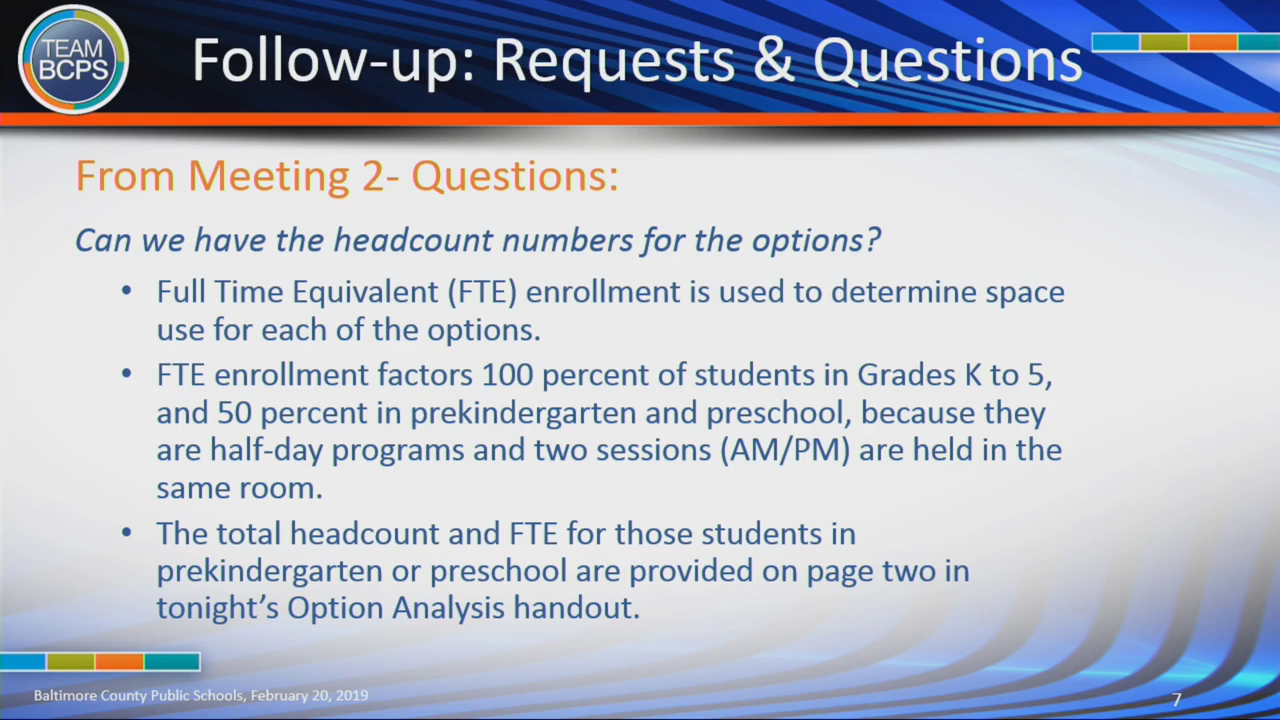 TEAM
BCPS
Follow-up: Requests & Questions
From Meeting 2- Questions:
Can we have the headcount numbers for the options?
• Full Time Equivalent (FTE) enrollment is used to determine space
use for each of the options.
• FTE enrollment factors 100 percent of students in Grades K to 5,
and 50 percent in prekindergarten and preschool, because they
are half-day programs and two sessions (AM/PM) are held in the
same room.
• The total headcount and FTE for those students in
prekindergarten or preschool are provided on page two in
tonight’s Option Analysis handout.
Baltimore County Public Schools, February 20, 2019
7